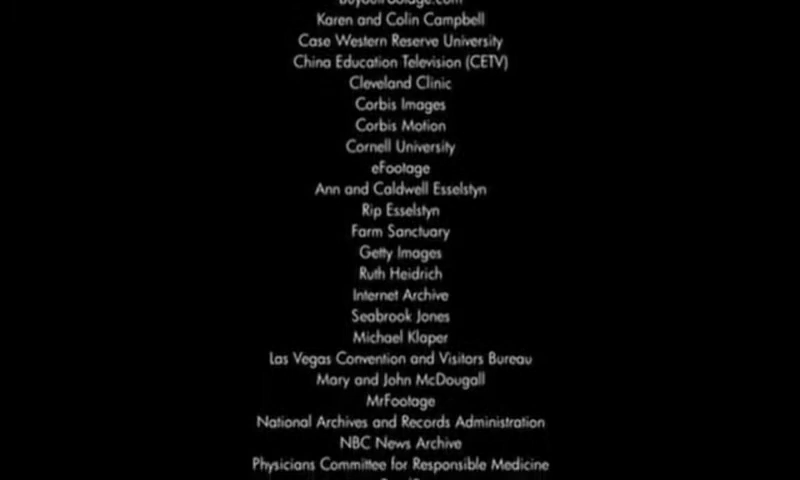 Karen and Colin Campbell
Case Western Reserve University
China Education Television (CETV)
Cleveland Clinic
Corbis Images
Corbis Motion
Cornell University
eFootage
Ann and Caldwell Esselstyn
Rip Esselstyn
Farm Sanctuary
Getty Images
Ruth Heidrich
Internet Archive
Seabrook Jones
Michael Klaper
Las Vegas Convention and Visitors Bureau
Mary and John McDougall
MrFootage
National Archives and Records Administration
NBC News Archive
Physicians Committee for Responsible Medicine